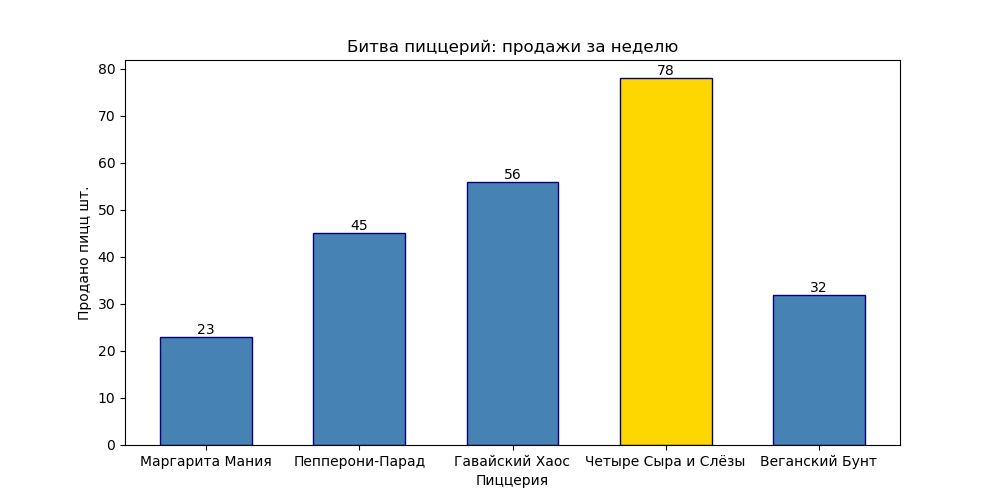 Битва пиццерий: продажи за неделю
Продано пицц шт.
80
70
60
50
40
30
20
10
0
23
45
56
78
32
Маргарита Мания
Пепперони-Парад
Гавайский Хаос
Четыре Сыра и Слёзы
Веганский Бунт
Пиццерия